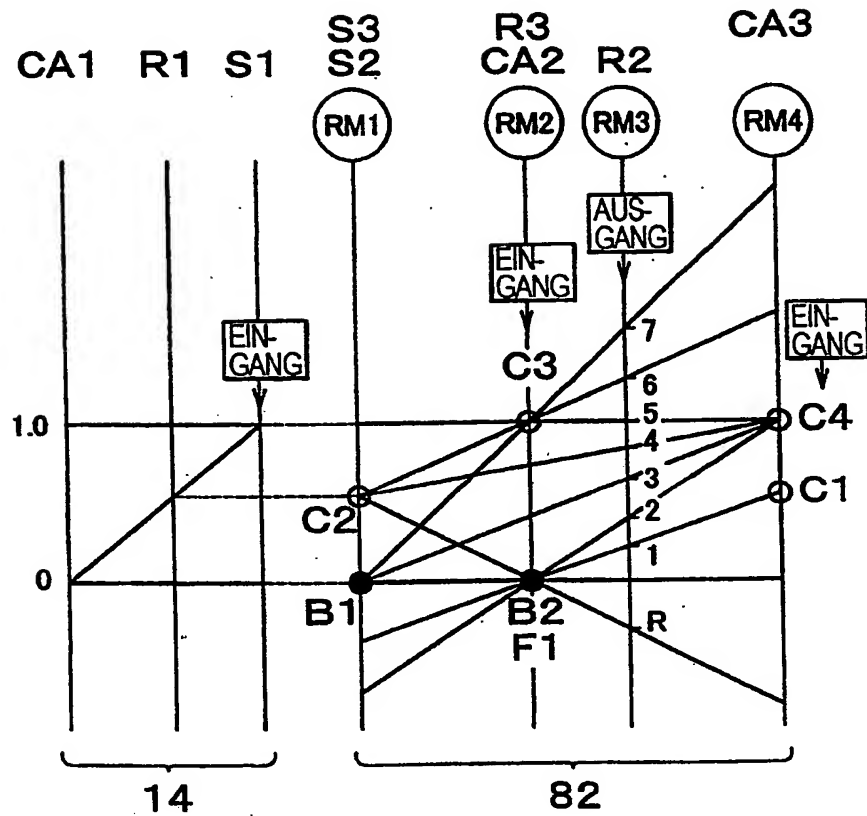 S3 R3 CA3
CA1 R1 S1 S2 CA2 R2
RM1 RM2 RM3 RM4
AUS-
GANG
EIN-
GANG
EIN-
GANG
EIN-
GANG
7
C3
6
1.0 5 C4
4
3
C2 2 C1
1
0
B1 B2 R
F1
14 82